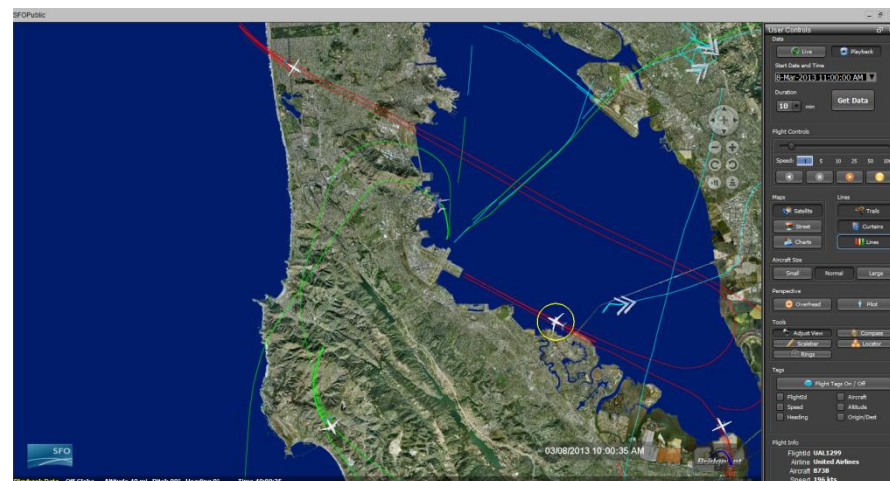 SFOPublic
User Controls
Data
Live Playback
Start Date and Time
8-Mar-2013 11:00:00 AM
Duration
10 min Get Data
Flight Controls
Speed: 1 5 10 25 50 100
Maps Lines
Satellite Trails
Street Curtains
Charts Lines
Aircraft Size
Small Normal Large
Perspective
Overhead Pilot
Tools
Adjust View Compass
Scalebar Locator
Rings
Tags
Flight Tags On / Off
FlightId Aircraft
Speed Altitude
Heading Origin/Dest
Flight Info
FlightId UAL1299
Airline United Airlines
Aircraft B738
Speed 196 kts
SFO
03/08/2013 10:00:35 AM